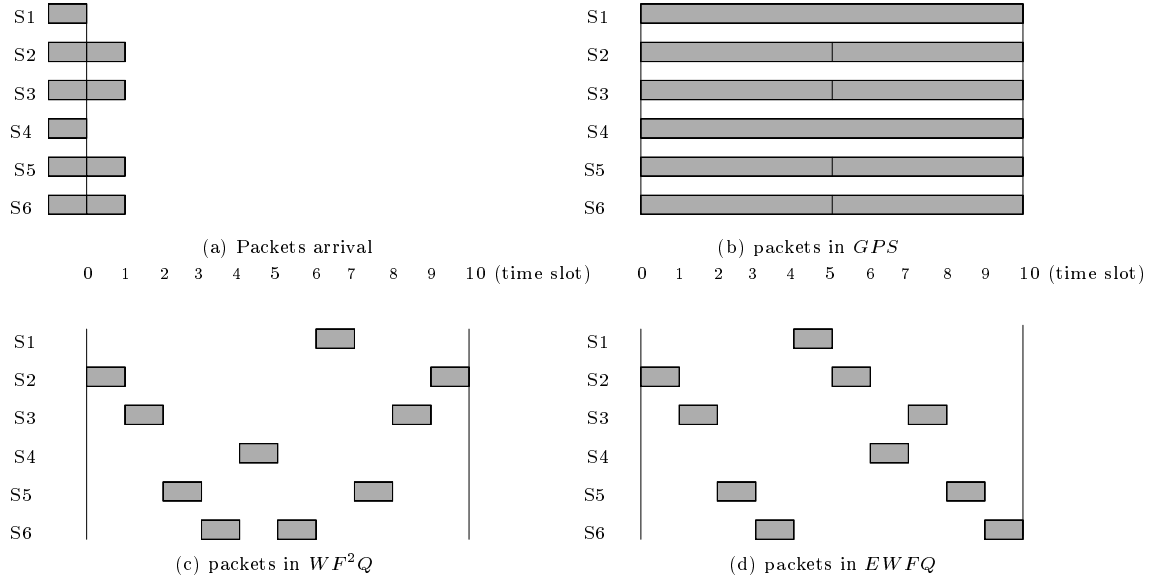 S1
S2
S3
S4
S5
S6
(a) Packets arrival
S1
S2
S3
S4
S5
S6
(b) packets in GPS
0 1 2 3 4 5 6 7 8 9 10 (time slot)
0 1 2 3 4 5 6 7 8 9 10 (time slot)
S1
S2
S3
S4
S5
S6
(c) packets in WF²Q
S1
S2
S3
S4
S5
S6
(d) packets in EWFQ